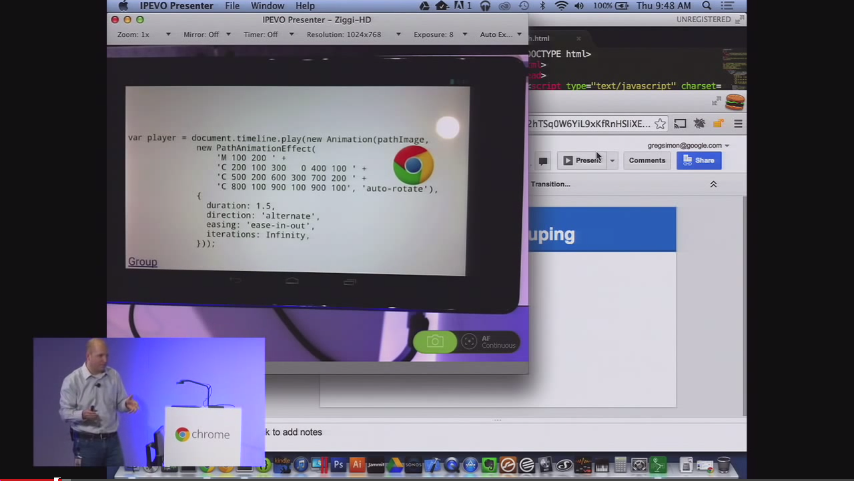 IPEVO Presenter File Window Help
A 1
100% Thu 9:48 AM
IPEVO Presenter - Ziggi-HD
UNREGISTERED
Zoom: 1x Mirror: Off Timer: Off Resolution: 1024x768 Exposure: 8 Auto Ex...
h.html
OCTYPE html>
script type="text/javascript" charset=
gregsimon@google.com
Present Comments Share
Transition...
var player = document.timeline.play(new Animation(pathImage,
new PathAnimationEffect(
'M 100 200 ' +
'C 200 100 300 0 400 100 ' +
'C 500 200 600 300 700 200 ' +
'C 800 100 900 100 900 100', 'auto-rotate'),
{
duration: 1.5,
direction: 'alternate',
easing: 'ease-in-out',
iterations: Infinity,
}));
Group
uping
AF
Continuous
chrome
k to add notes
Ps Ai